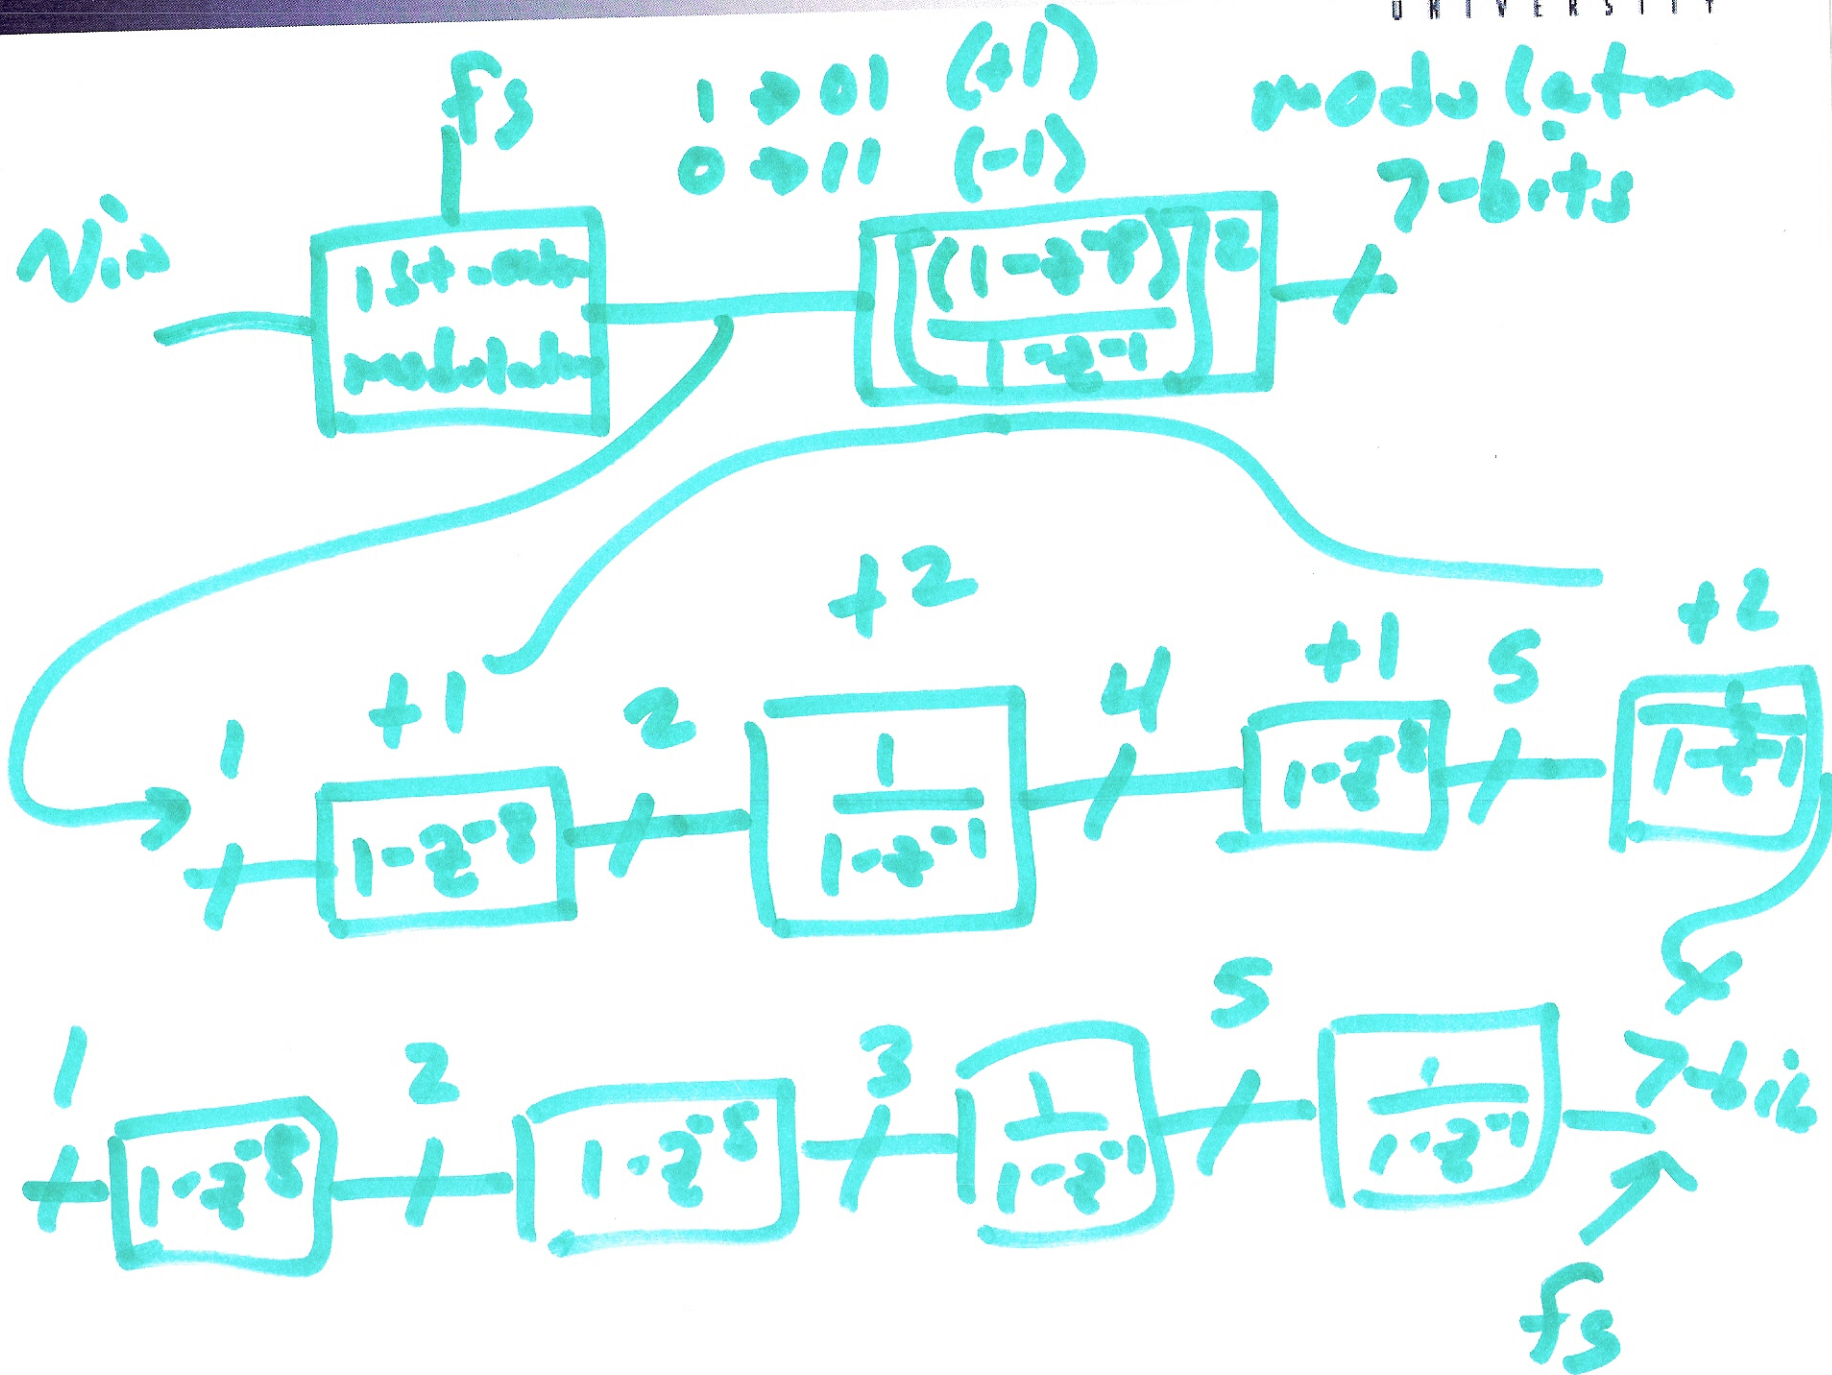 UNIVERSITY
fs
1 → 01 (+1)
0 → 11 (-1)
modulator
7-bits
Vin
1st-order
modulator
[(1-z^-8) / 1-z^-1]^2
+1
+2
+1
+2
1
1-z^-8
2
1 / 1-z^-1
4
1-z^-8
5
1 / 1-z^-1
1
1-z^-8
2
1-z^-8
3
1 / 1-z^-1
5
1 / 1-z^-1
7-bits
fs